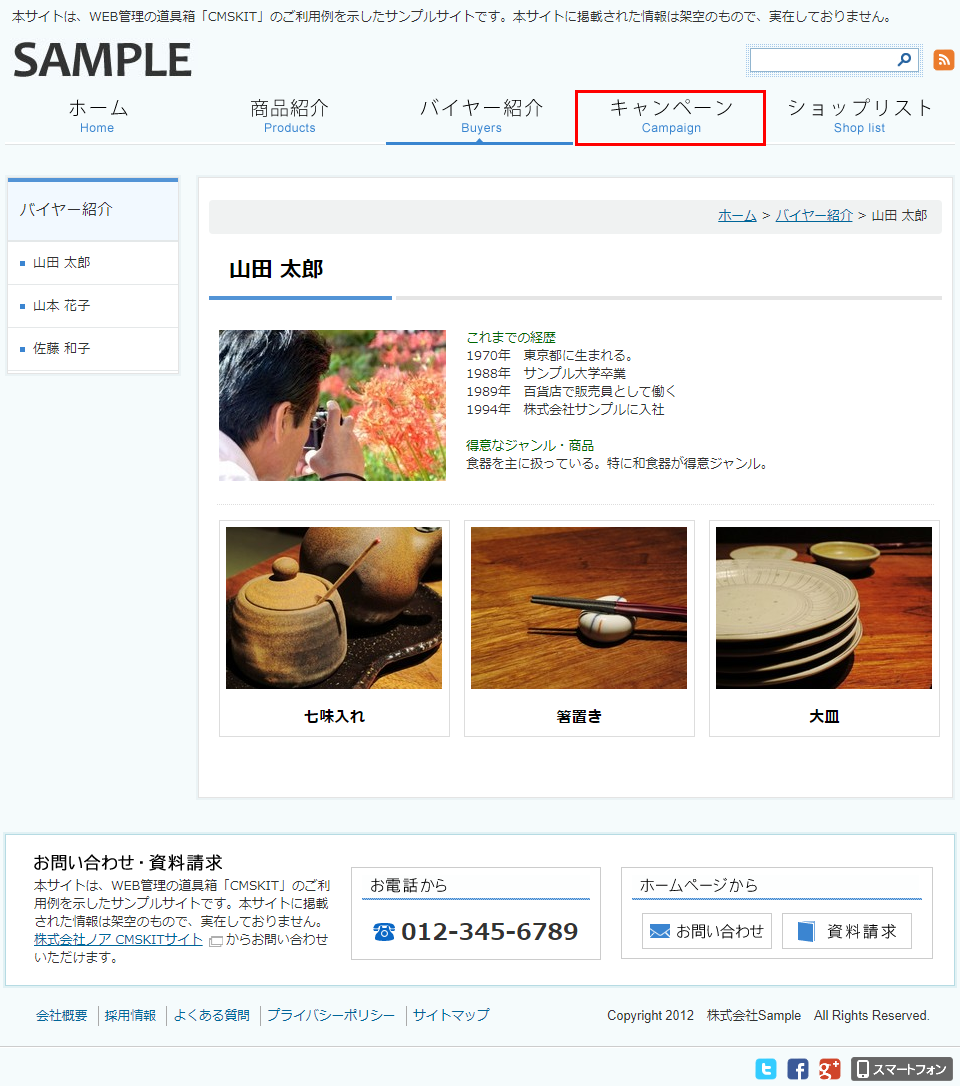 本サイトは、WEB管理の道具箱「CMSKIT」のご利用例を示したサンプルサイトです。本サイトに掲載された情報は架空のもので、実在しておりません。
SAMPLE
ホーム
Home
商品紹介
Products
バイヤー紹介
Buyers
キャンペーン
Campaign
ショップリスト
Shop list
バイヤー紹介
山田 太郎
山本 花子
佐藤 和子
ホーム > バイヤー紹介 > 山田 太郎
山田 太郎
これまでの経歴
1970年 東京都に生まれる。
1988年 サンプル大学卒業
1989年 百貨店で販売員として働く
1994年 株式会社サンプルに入社
得意なジャンル・商品
食器を主に扱っている。特に和食器が得意ジャンル。
七味入れ
箸置き
大皿
お問い合わせ・資料請求
本サイトは、WEB管理の道具箱「CMSKIT」のご利
用例を示したサンプルサイトです。本サイトに掲載
された情報は架空のもので、実在しておりません。
株式会社ノア CMSKITサイト からお問い合わせ
いただけます。
お電話から
012-345-6789
ホームページから
お問い合わせ
資料請求
会社概要
採用情報
よくある質問
プライバシーポリシー
サイトマップ
Copyright 2012 株式会社Sample All Rights Reserved.
t
f
g+
スマートフォン